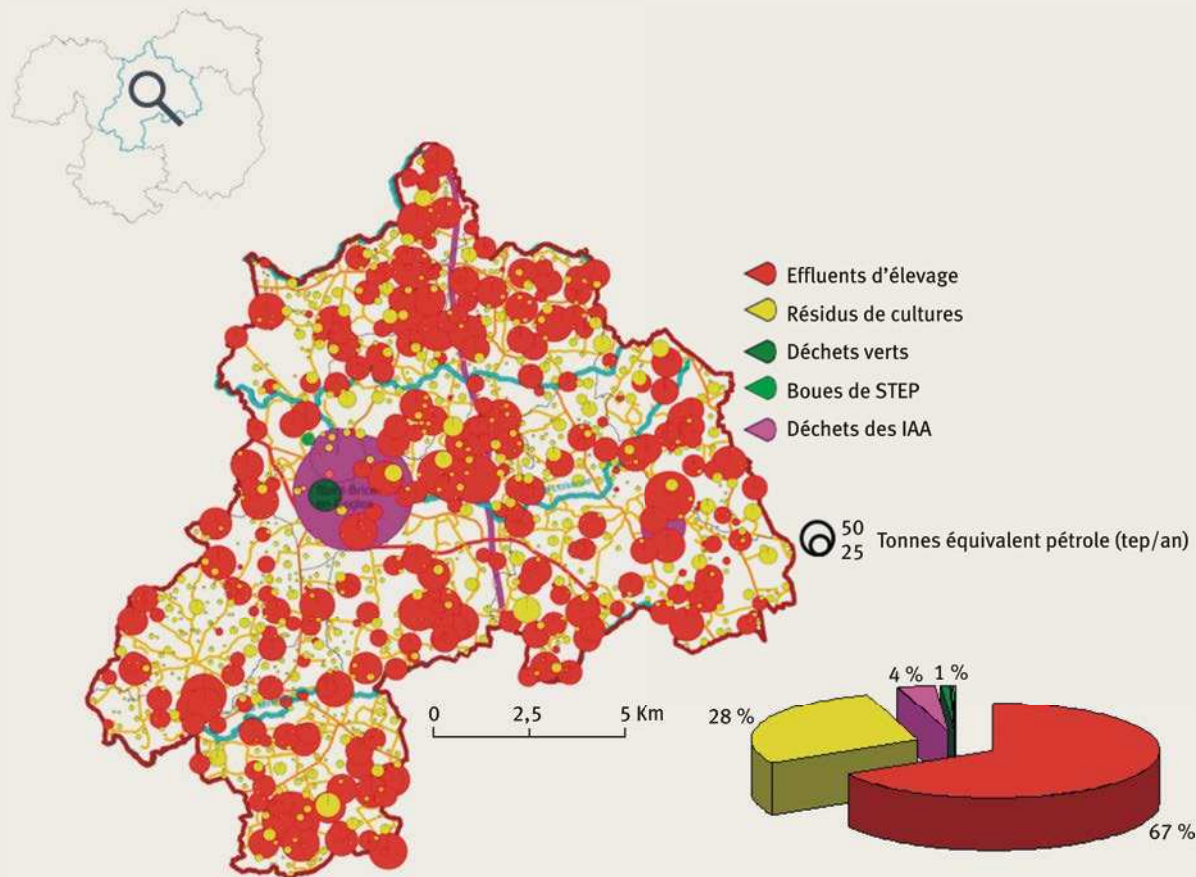 Effluents d'élevage
Résidus de cultures
Déchets verts
Boues de STEP
Déchets des IAA
50
25
Tonnes équivalent pétrole (tep/an)
0 2,5 5 Km
4 % 1 %
28 %
67 %